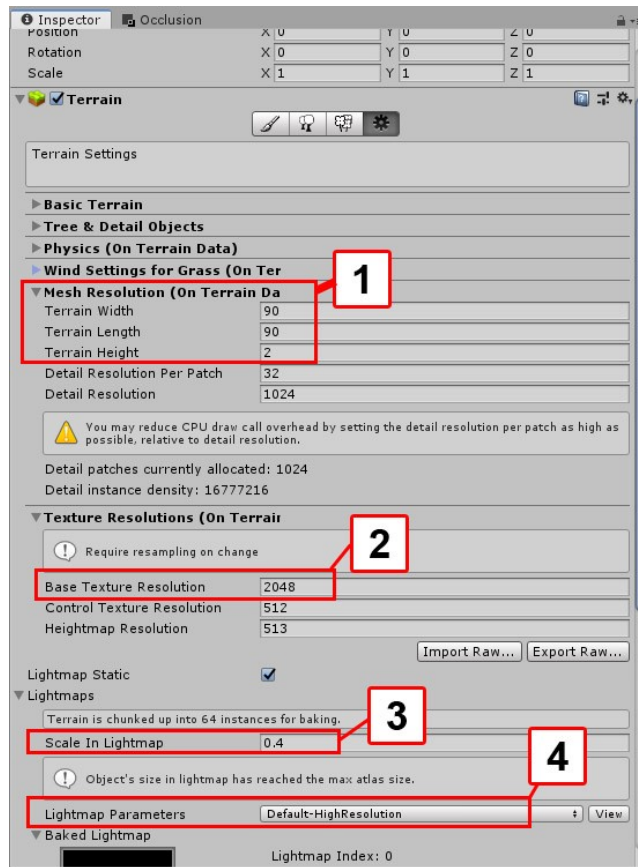 Inspector Occlusion
Position X 0 Y 0 Z 0
Rotation X 0 Y 0 Z 0
Scale X 1 Y 1 Z 1
Terrain
Terrain Settings
Basic Terrain
Tree & Detail Objects
Physics (On Terrain Data)
Wind Settings for Grass (On Ter
1
Mesh Resolution (On Terrain Da
Terrain Width 90
Terrain Length 90
Terrain Height 2
Detail Resolution Per Patch 32
Detail Resolution 1024
You may reduce CPU draw call overhead by setting the detail resolution per patch as high as
possible, relative to detail resolution.
Detail patches currently allocated: 1024
Detail instance density: 16777216
Texture Resolutions (On Terrair
2
Require resampling on change
Base Texture Resolution 2048
Control Texture Resolution 512
Heightmap Resolution 513
Import Raw... Export Raw...
Lightmap Static
Lightmaps
3
Terrain is chunked up into 64 instances for baking.
Scale In Lightmap 0.4
4
Object's size in lightmap has reached the max atlas size.
Lightmap Parameters Default-HighResolution View
Baked Lightmap
Lightmap Index: 0